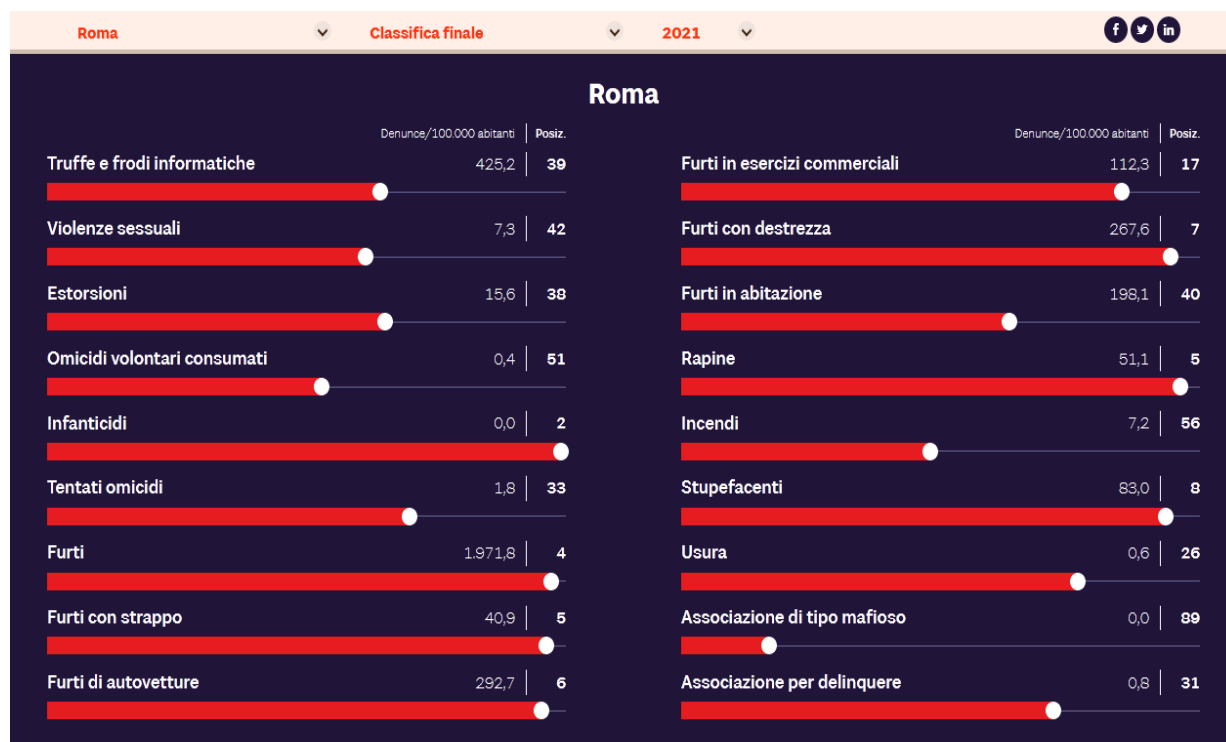 Roma Classifica finale 2021
Roma
Denunce/100.000 abitanti Posiz.
Truffe e frodi informatiche 425,2 39
Violenze sessuali 7,3 42
Estorsioni 15,6 38
Omicidi volontari consumati 0,4 51
Infanticidi 0,0 2
Tentati omicidi 1,8 33
Furti 1.971,8 4
Furti con strappo 40,9 5
Furti di autovetture 292,7 6
Denunce/100.000 abitanti Posiz.
Furti in esercizi commerciali 112,3 17
Furti con destrezza 267,6 7
Furti in abitazione 198,1 40
Rapine 51,1 5
Incendi 7,2 56
Stupefacenti 83,0 8
Usura 0,6 26
Associazione di tipo mafioso 0,0 89
Associazione per delinquere 0,8 31